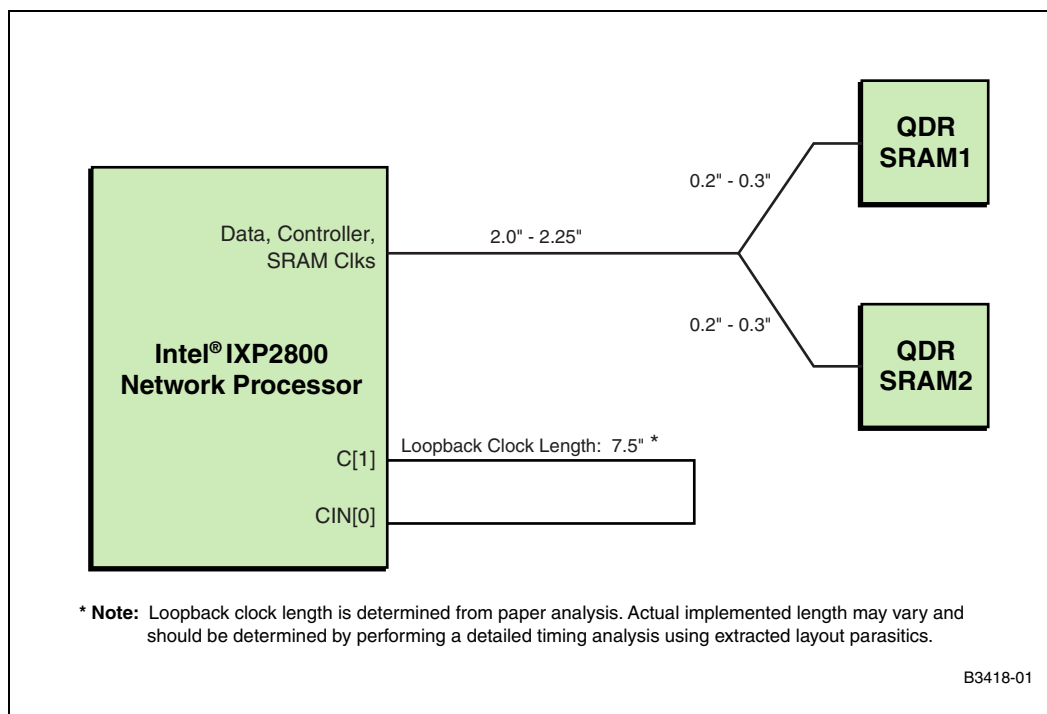 QDR
SRAM1
0.2" - 0.3"
Data, Controller,
SRAM Clks
2.0" - 2.25"
0.2" - 0.3"
QDR
SRAM2
Intel® IXP2800
Network Processor
C[1]
Loopback Clock Length: 7.5" *
CIN[0]
* Note: Loopback clock length is determined from paper analysis. Actual implemented length may vary and
should be determined by performing a detailed timing analysis using extracted layout parasitics.
B3418-01